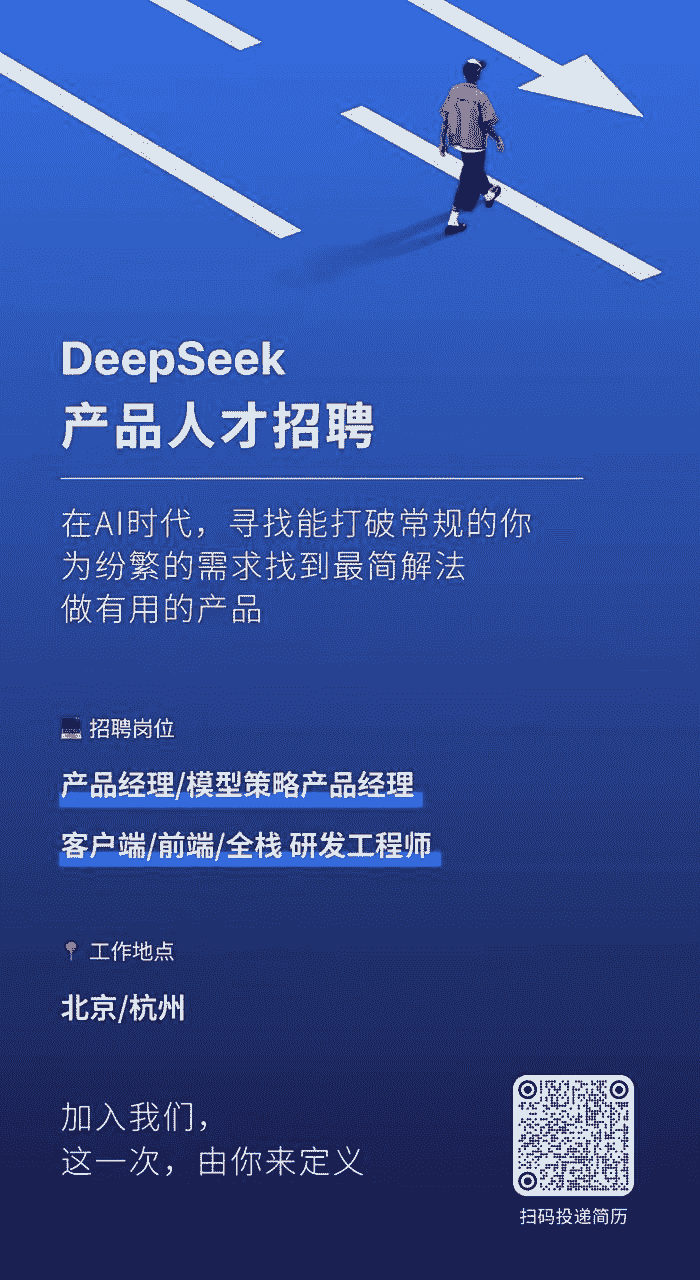 DeepSeek
产品人才招聘
在AI时代，寻找能打破常规的你
为纷繁的需求找到最简解法
做有用的产品
招聘岗位
产品经理/模型策略产品经理
客户端/前端/全栈 研发工程师
工作地点
北京/杭州
加入我们，
这一次，由你来定义
扫码投递简历